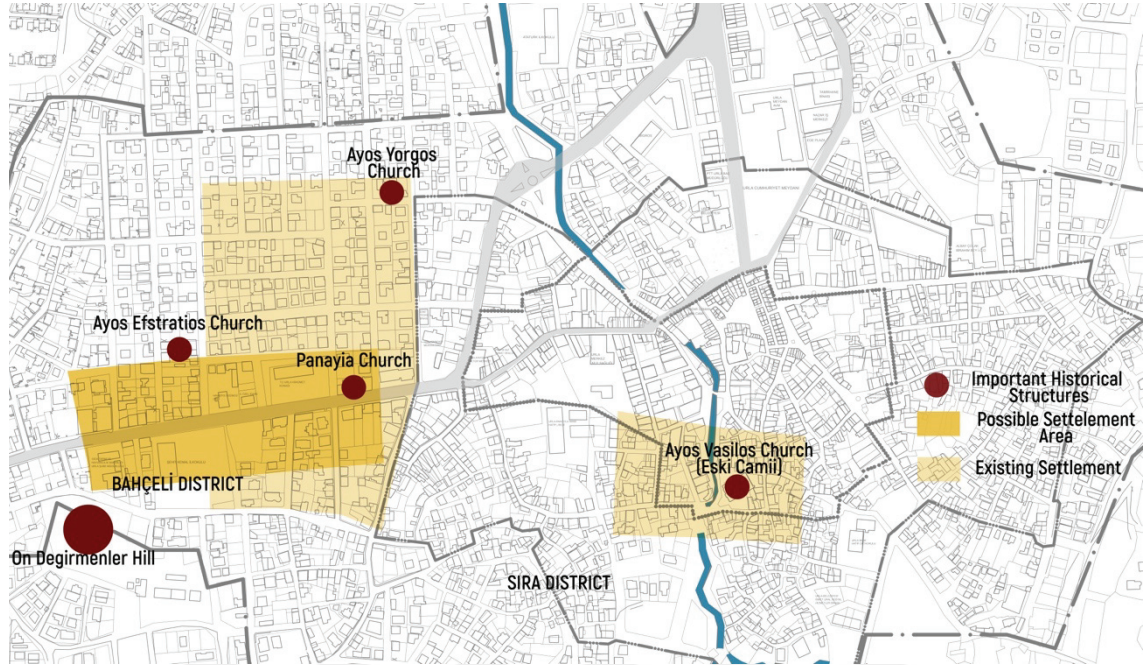 Ayos Yorgos
Church
Ayos Efstratios Church
Panayia Church
BAHÇELİ DISTRICT
On Degirmenler Hill
SIRA DISTRICT
Ayos Vasilos Church
(Eski Camii)
Important Historical
Structures
Possible Settelement
Area
Existing Settlement